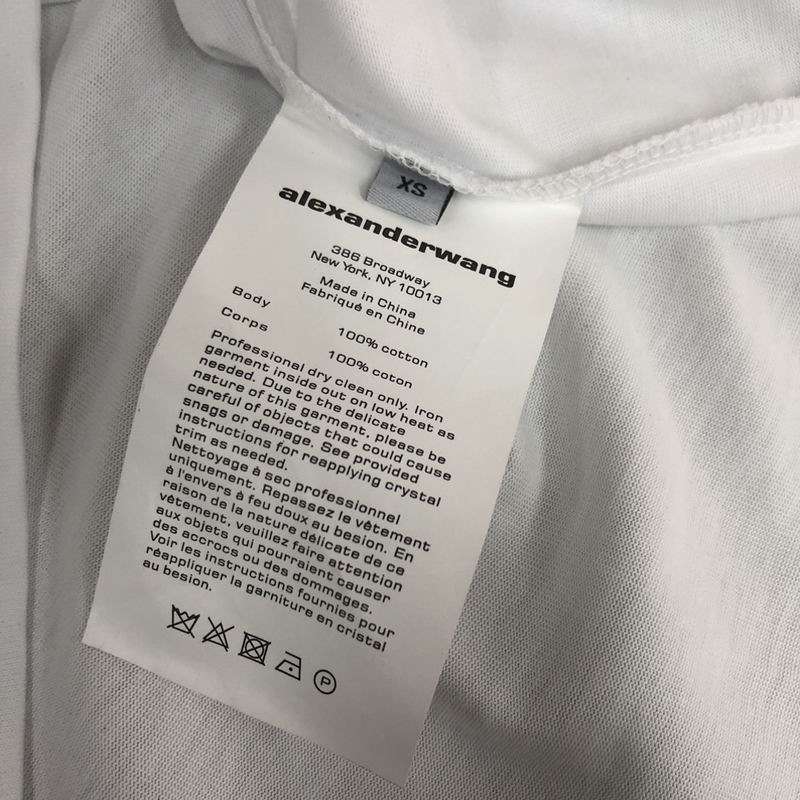 XS
alexanderwang
386 Broadway
New York, NY 10013
Made in China
Fabriqué en Chine
Body 100% cotton
Corps 100% coton
Professional dry clean only. Iron
garment inside out on low heat as
needed. Due to the delicate
nature of this garment, please be
careful of objects that could cause
snags or damage. See provided
instructions for reapplying crystal
trim as needed.
Nettoyage à sec professionnel
uniquement. Repassez le vêtement
à l'envers à feu doux au besion. En
raison de la nature délicate de ce
vêtement, veuillez faire attention
aux objets qui pourraient causer
des accrocs ou des dommages.
Voir les instructions fournies pour
réappliquer la garniture en cristal
au besion.
P